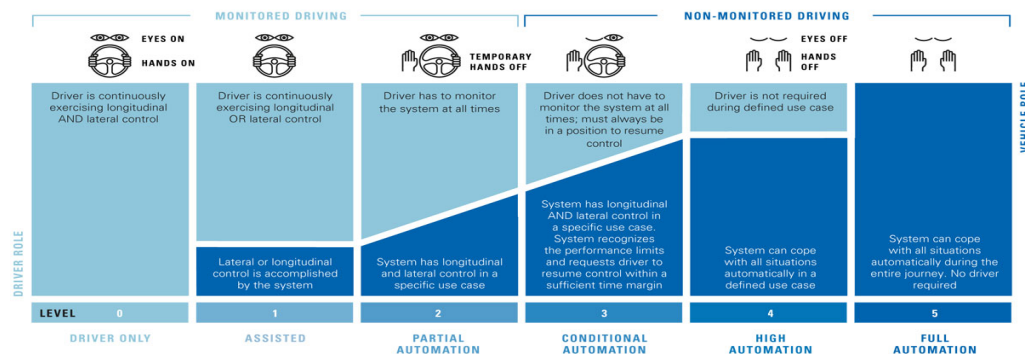 MONITORED DRIVING
NON-MONITORED DRIVING
EYES ON
HANDS ON
TEMPORARY
HANDS OFF
EYES OFF
HANDS
OFF
Driver is continuously
exercising longitudinal
AND lateral control
Driver is continuously
exercising longitudinal
OR lateral control
Driver has to monitor
the system at all
times
Driver does not have to
monitor the system at all
times; must always be
in a position to resume
control
Driver is not required
during defined use case
VEHICLE ROLE
DRIVER ROLE
Lateral or longitudinal
control is accomplished
by the system
System has longitudinal
and lateral control in a
specific use case
System has longitudinal
AND lateral control in
a specific use case.
System recognizes
the performance limits
and requests driver to
resume control within a
sufficient time margin
System can cope
with all situations
automatically in a
defined use case
System can cope
with all situations
automatically during the
entire journey. No driver
required
LEVEL 0 1 2 3 4 5
DRIVER ONLY
ASSISTED
PARTIAL
AUTOMATION
CONDITIONAL
AUTOMATION
HIGH
AUTOMATION
FULL
AUTOMATION